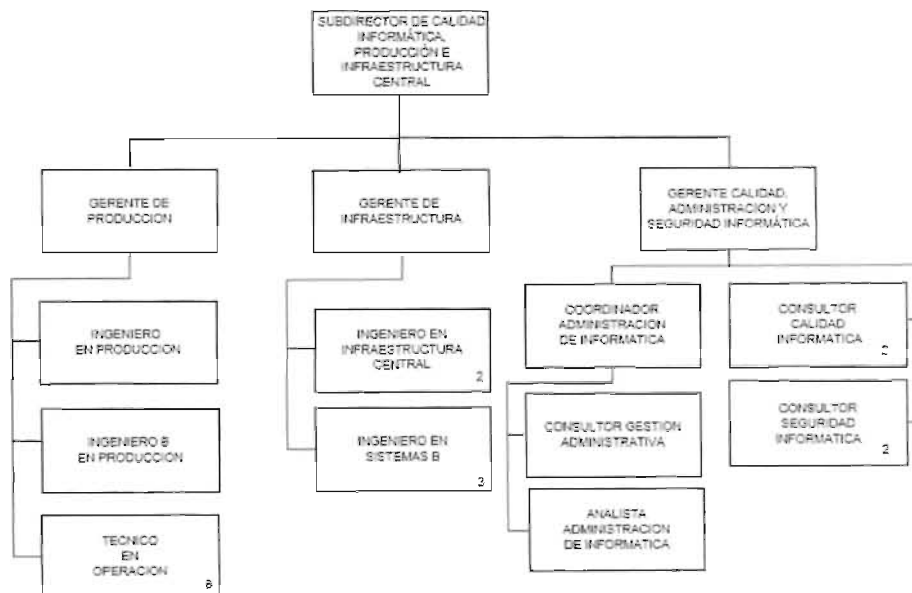 SUBDIRECTOR DE CALIDAD
INFORMÁTICA,
PRODUCCIÓN E
INFRAESTRUCTURA
CENTRAL
GERENTE DE
PRODUCCION
GERENTE DE
INFRAESTRUCTURA
GERENTE CALIDAD,
ADMINISTRACION Y
SEGURIDAD INFORMÁTICA
INGENIERO
EN PRODUCCION
INGENIERO B
EN PRODUCCION
TECNICO
EN
OPERACION
INGENIERO EN
INFRAESTRUCTURA
CENTRAL
2
INGENIERO EN
SISTEMAS B
3
COORDINADOR
ADMINISTRACION
DE INFORMATICA
CONSULTOR GESTION
ADMINISTRATIVA
ANALISTA
ADMINISTRACION
DE INFORMATICA
CONSULTOR
CALIDAD
INFORMATICA
CONSULTOR
SEGURIDAD
INFORMATICA
2